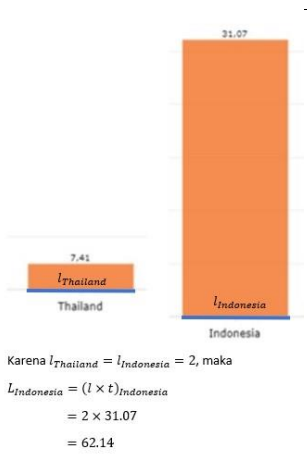 31.07
7.41
l_Thailand
l_Indonesia
Thailand
Indonesia
Karena l_Thailand = l_Indonesia = 2, maka
L_Indonesia = (l × t)_Indonesia
= 2 × 31.07
= 62.14